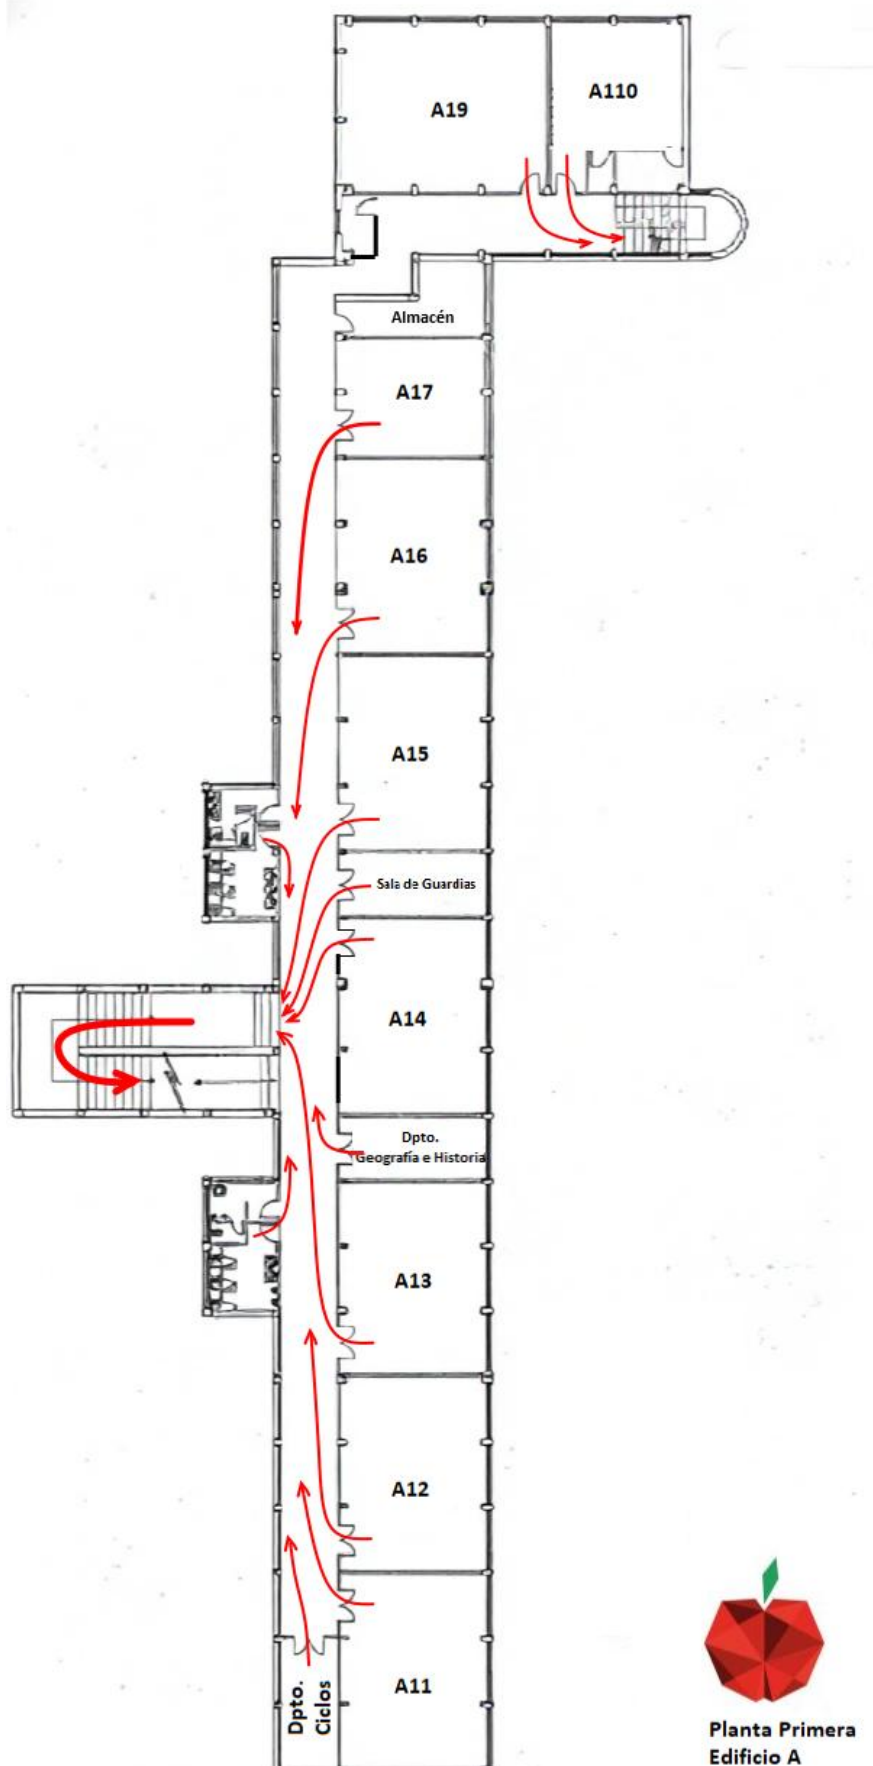 A19
A110
Almacén
A17
A16
A15
Sala de Guardias
A14
Dpto.
Geografía e Historia
A13
A12
A11
Dpto.
Ciclos
Planta Primera
Edificio A